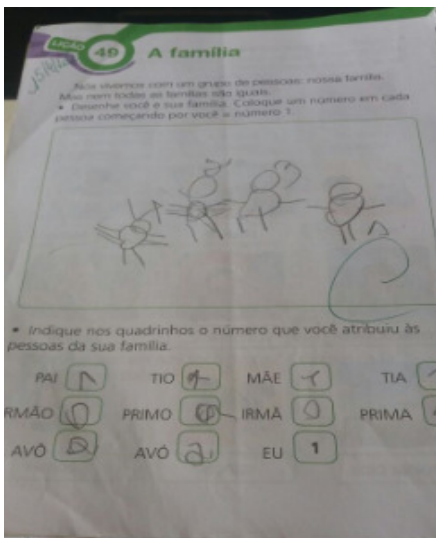 LIÇÃO 49 A família
Nós vivemos com um grupo de pessoas: nossa família.
Mas nem todas as famílias são iguais.
• Desenhe você e sua família. Coloque um número em cada
pessoa começando por você = número 1.
• Indique nos quadrinhos o número que você atribuiu às
pessoas da sua família.
PAI TIO MÃE TIA
RMÃO PRIMO IRMÃ PRIMA
AVÔ AVÓ EU 1